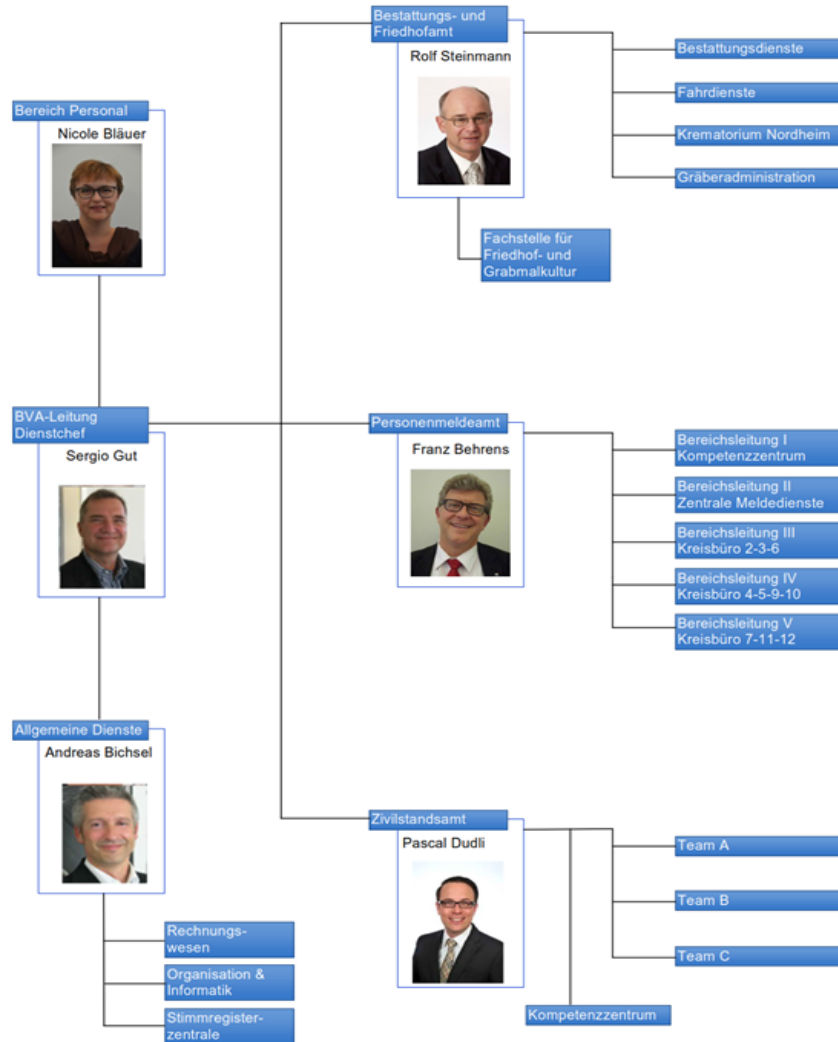 Bestattungs- und
Friedhofamt
Rolf Steinmann
Bestattungsdienste
Fahrdienste
Krematorium Nordheim
Gräberadministration
Fachstelle für
Friedhof- und
Grabmalkultur
Bereich Personal
Nicole Bläuer
BVA-Leitung
Dienstchef
Sergio Gut
Personenmeldeamt
Franz Behrens
Bereichsleitung I
Kompetenzzentrum
Bereichsleitung II
Zentrale Meldedienste
Bereichsleitung III
Kreisbüro 2-3-6
Bereichsleitung IV
Kreisbüro 4-5-9-10
Bereichsleitung V
Kreisbüro 7-11-12
Allgemeine Dienste
Andreas Bichsel
Rechnungs-
wesen
Organisation &
Informatik
Stimmregister-
zentrale
Zivilstandsamt
Pascal Dudli
Team A
Team B
Team C
Kompetenzzentrum